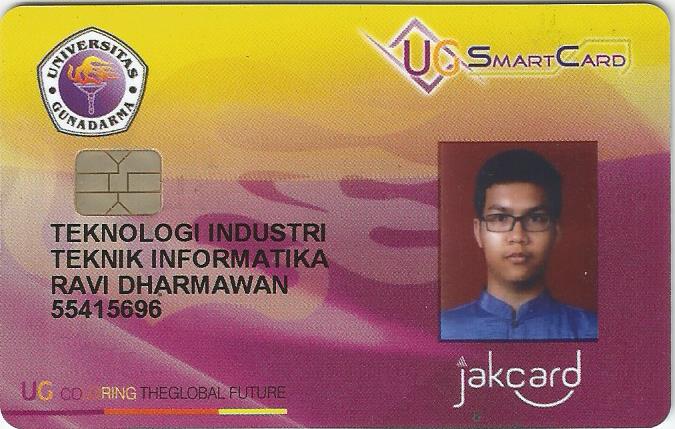 UNIVERSITAS
GUNADARMA
UG SMARTCARD
TEKNOLOGI INDUSTRI
TEKNIK INFORMATIKA
RAVI DHARMAWAN
55415696
jakcard
UG COLORING THEGLOBAL FUTURE